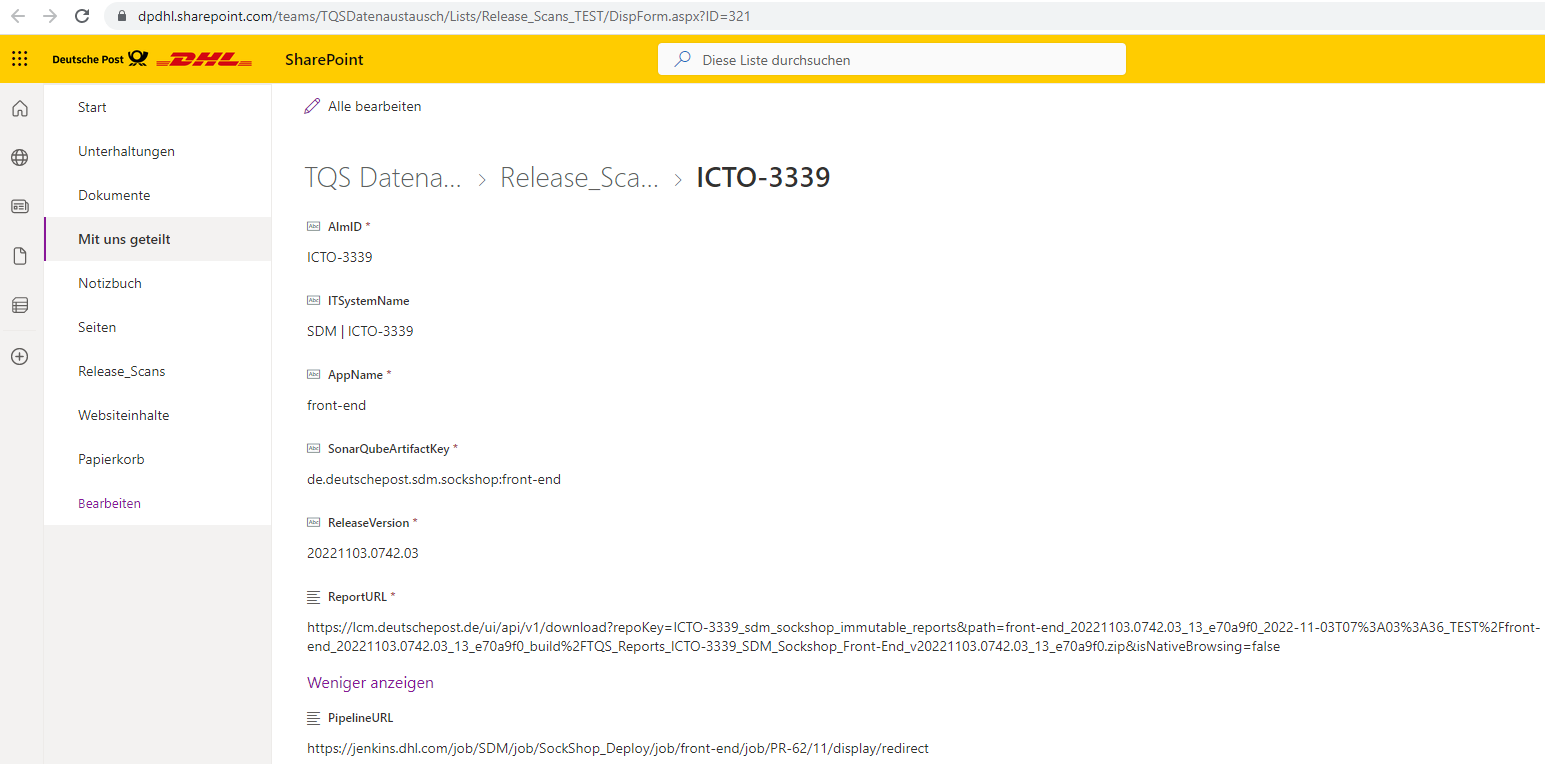 dpdhl.sharepoint.com/teams/TQSDatenaustausch/Lists/Release_Scans_TEST/DispForm.aspx?ID=321
Deutsche Post DHL SharePoint
Diese Liste durchsuchen
Start
Unterhaltungen
Dokumente
Mit uns geteilt
Notizbuch
Seiten
Release_Scans
Websiteinhalte
Papierkorb
Bearbeiten
Alle bearbeiten
TQS Datena... > Release_Sca... > ICTO-3339
Abc AlmID *
ICTO-3339
Abc ITSystemName
SDM | ICTO-3339
Abc AppName *
front-end
Abc SonarQubeArtifactKey *
de.deutschepost.sdm.sockshop:front-end
Abc ReleaseVersion *
20221103.0742.03
ReportURL *
https://lcm.deutschepost.de/ui/api/v1/download?repoKey=ICTO-3339_sdm_sockshop_immutable_reports&path=front-end_20221103.0742.03_13_e70a9f0_2022-11-03T07%3A03%3A36_TEST%2Ffront-
end_20221103.0742.03_13_e70a9f0_build%2FTQS_Reports_ICTO-3339_SDM_Sockshop_Front-End_v20221103.0742.03_13_e70a9f0.zip&isNativeBrowsing=false
Weniger anzeigen
PipelineURL
https://jenkins.dhl.com/job/SDM/job/SockShop_Deploy/job/front-end/job/PR-62/11/display/redirect